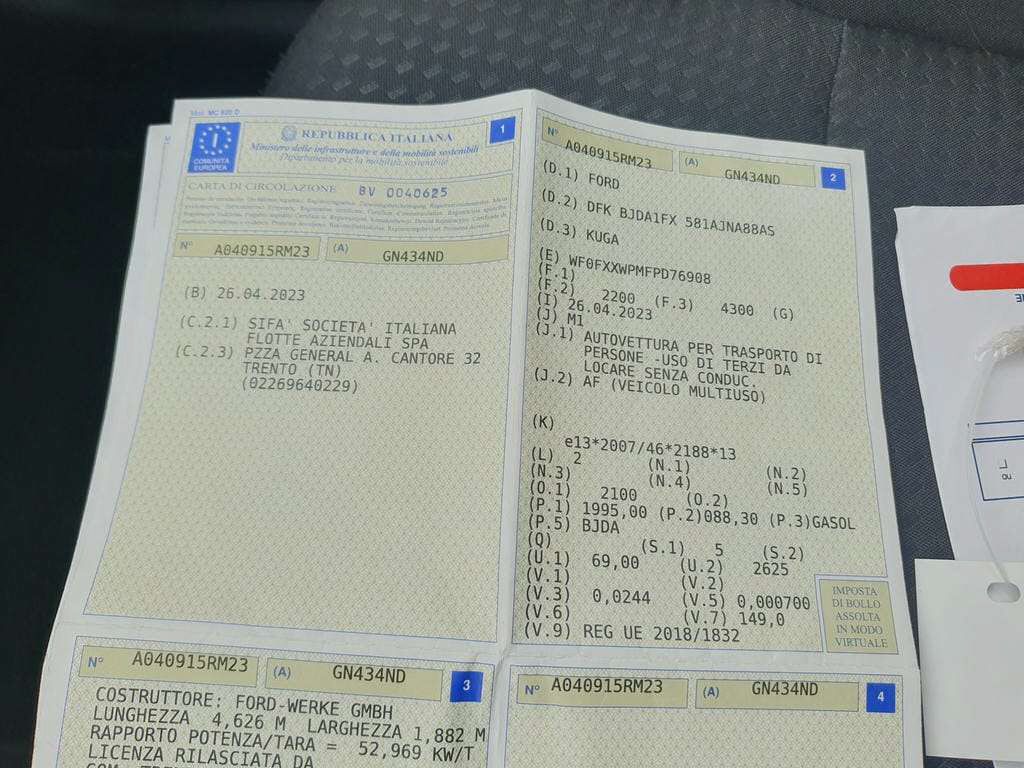 Mod. MC 820 D
COMUNITÀ
EUROPEA
I
REPUBBLICA ITALIANA
Ministero delle infrastrutture e della mobilità sostenibili
Dipartimento per la mobilità sostenibile
1
CARTA DI CIRCOLAZIONE BV 0040625
N° A040915RM23 (A) GN434ND
(B) 26.04.2023
(C.2.1) SIFA' SOCIETA' ITALIANA
FLOTTE AZIENDALI SPA
(C.2.3) PZZA GENERAL A. CANTORE 32
TRENTO (TN)
(02269640229)
N° A040915RM23 (A) GN434ND 2
(D.1) FORD
(D.2) DFK BJDA1FX 581AJNA88AS
(D.3) KUGA
(E) WF0FXXWPMFPD76908
(F.1)
(F.2) 2200 (F.3) 4300 (G)
(I) 26.04.2023
(J) M1
(J.1) AUTOVETTURA PER TRASPORTO DI
PERSONE -USO DI TERZI DA
LOCARE SENZA CONDUC.
(J.2) AF (VEICOLO MULTIUSO)
(K)
e13*2007/46*2188*13
(L) 2 (N.1) (N.2)
(N.3) (N.4) (N.5)
(O.1) 2100 (O.2)
(P.1) 1995,00 (P.2)088,30 (P.3)GASOL
(P.5) BJDA
(Q) (S.1) 5 (S.2)
(U.1) 69,00 (U.2) 2625
(V.1) (V.2)
(V.3) 0,0244 (V.5) 0,000700
(V.6) (V.7) 149,0
(V.9) REG UE 2018/1832
IMPOSTA
DI BOLLO
ASSOLTA
IN MODO
VIRTUALE
N° A040915RM23 (A) GN434ND 3
COSTRUTTORE: FORD-WERKE GMBH
LUNGHEZZA 4,626 M LARGHEZZA 1,882 M
RAPPORTO POTENZA/TARA = 52,969 KW/T
LICENZA RILASCIATA DA
N° A040915RM23 (A) GN434ND 4